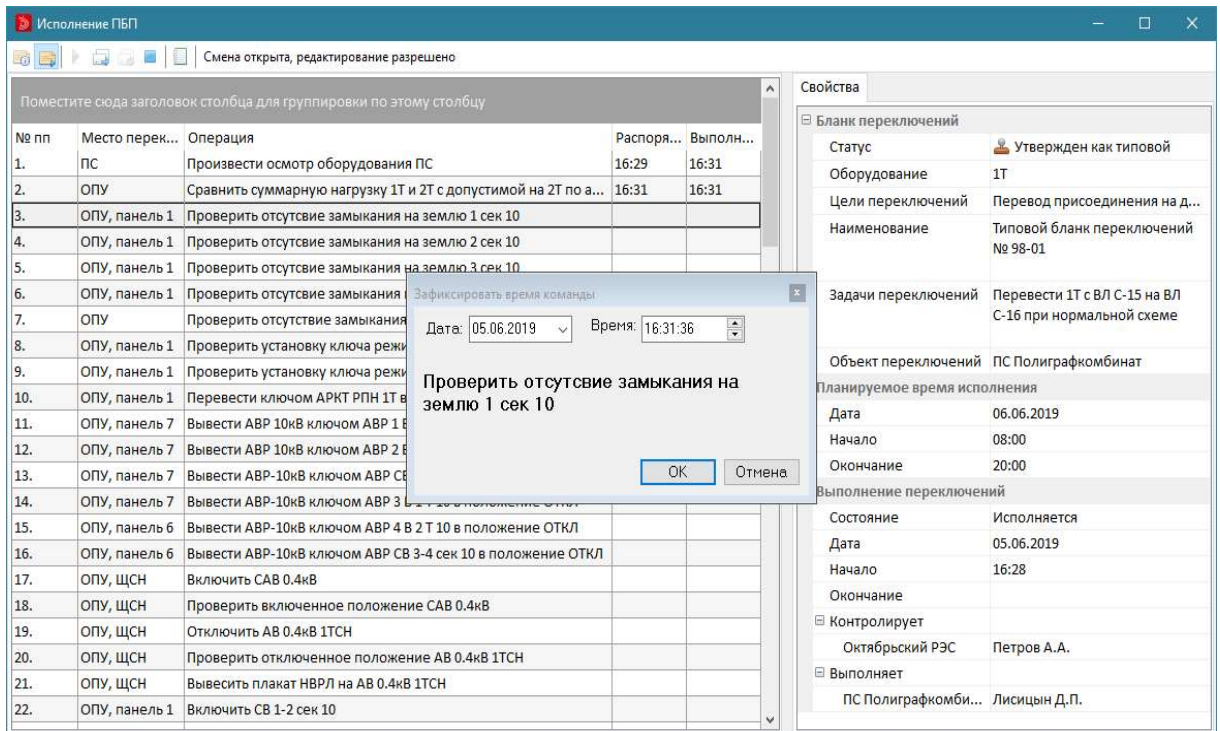 Исполнение ПБП
Смена открыта, редактирование разрешено
Поместите сюда заголовок столбца для группировки по этому столбцу
№ пп Место перек... Операция Распоря... Выполн...
1. ПС Произвести осмотр оборудования ПС 16:29 16:31
2. ОПУ Сравнить суммарную нагрузку 1Т и 2Т с допустимой на 2Т по а... 16:31 16:31
3. ОПУ, панель 1 Проверить отсутсвие замыкания на землю 1 сек 10
4. ОПУ, панель 1 Проверить отсутсвие замыкания на землю 2 сек 10
5. ОПУ, панель 1 Проверить отсутсвие замыкания на землю 3 сек 10
6. ОПУ, панель 1 Проверить отсутсвие замыкания
7. ОПУ Проверить отсутствие замыкания
8. ОПУ, панель 1 Проверить установку ключа режи
9. ОПУ, панель 1 Проверить установку ключа режи
10. ОПУ, панель 1 Перевести ключом АРКТ РПН 1Т в
11. ОПУ, панель 7 Вывести АВР 10кВ ключом АВР 1 В
12. ОПУ, панель 7 Вывести АВР 10кВ ключом АВР 2 В
13. ОПУ, панель 7 Вывести АВР-10кВ ключом АВР СВ
14. ОПУ, панель 7 Вывести АВР-10кВ ключом АВР 3 В 1 Т 10 в положение ОТКЛ
15. ОПУ, панель 6 Вывести АВР-10кВ ключом АВР 4 В 2 Т 10 в положение ОТКЛ
16. ОПУ, панель 6 Вывести АВР-10кВ ключом АВР СВ 3-4 сек 10 в положение ОТКЛ
17. ОПУ, ЩСН Включить САВ 0.4кВ
18. ОПУ, ЩСН Проверить включенное положение САВ 0.4кВ
19. ОПУ, ЩСН Отключить АВ 0.4кВ 1ТСН
20. ОПУ, ЩСН Проверить отключенное положение АВ 0.4кВ 1ТСН
21. ОПУ, ЩСН Вывесить плакат НВРЛ на АВ 0.4кВ 1ТСН
22. ОПУ, панель 1 Включить СВ 1-2 сек 10
Зафиксировать время команды
Дата: 05.06.2019 Время: 16:31:36
Проверить отсутсвие замыкания на
землю 1 сек 10
OK Отмена
Свойства
Бланк переключений
Статус Утвержден как типовой
Оборудование 1Т
Цели переключений Перевод присоединения на д...
Наименование Типовой бланк переключений
№ 98-01
Задачи переключений Перевести 1Т с ВЛ С-15 на ВЛ
С-16 при нормальной схеме
Объект переключений ПС Полиграфкомбинат
Планируемое время исполнения
Дата 06.06.2019
Начало 08:00
Окончание 20:00
Выполнение переключений
Состояние Исполняется
Дата 05.06.2019
Начало 16:28
Окончание
Контролирует
Октябрьский РЭС Петров А.А.
Выполняет
ПС Полиграфкомби... Лисицын Д.П.